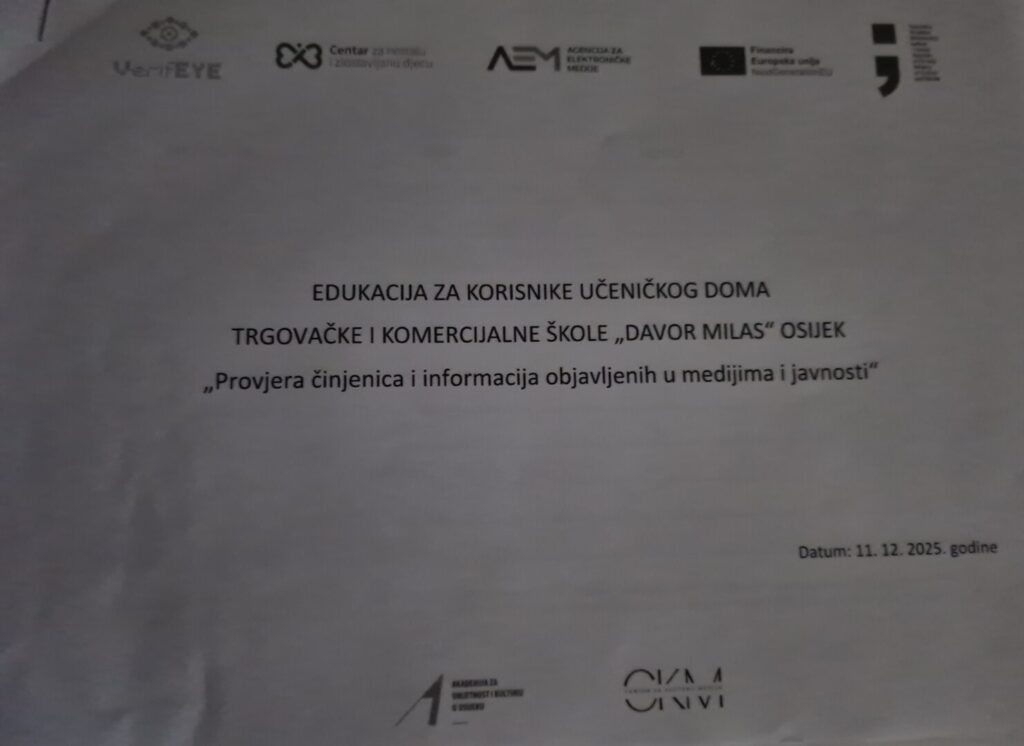 VerifEYE
Centar za nestalu
i zlostavljanu djecu
AEM
AGENCIJA ZA
ELEKTRONIČKE
MEDIJE
Financira
Europska unija
NextGenerationEU
EDUKACIJA ZA KORISNIKE UČENIČKOG DOMA
TRGOVAČKE I KOMERCIJALNE ŠKOLE „DAVOR MILAS“ OSIJEK
„Provjera činjenica i informacija objavljenih u medijima i javnosti“
Datum: 11. 12. 2025. godine
AKADEMIJA ZA
UMJETNOST I KULTURU
U OSIJEKU
CKM